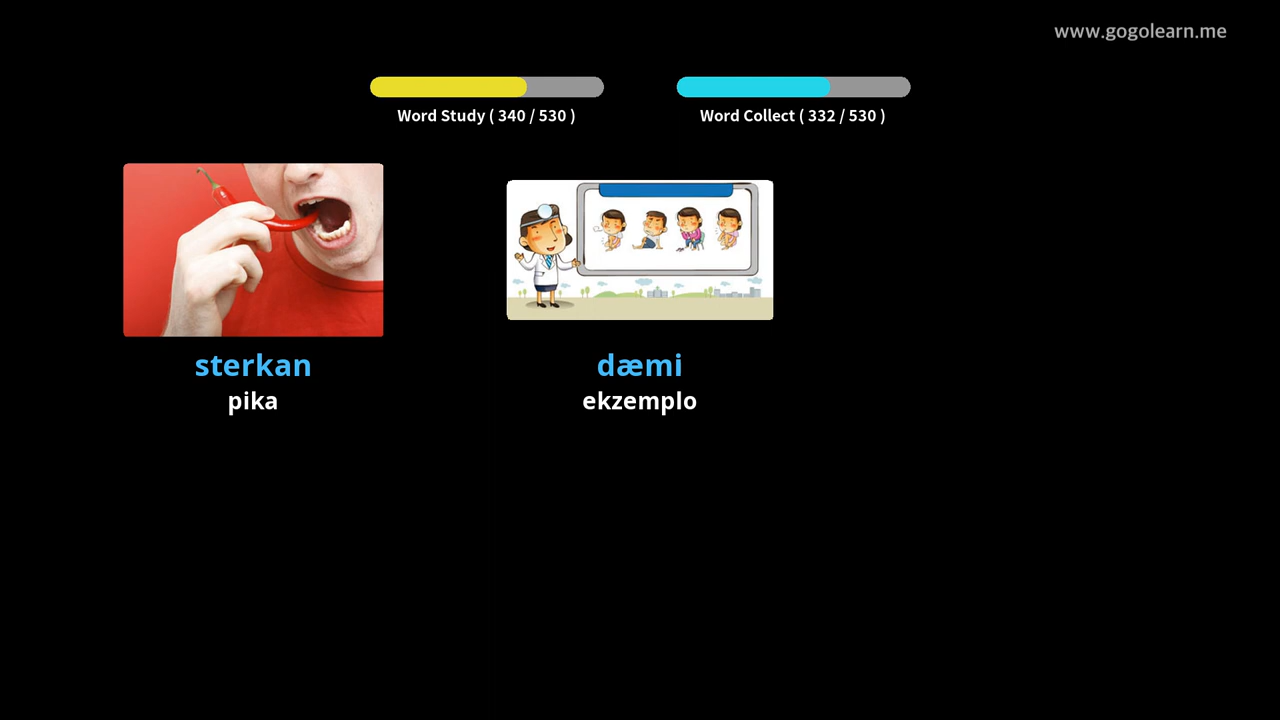 www.gogolearn.me
Word Study ( 340 / 530 )
Word Collect ( 332 / 530 )
sterkan
pika
dæmi
ekzemplo